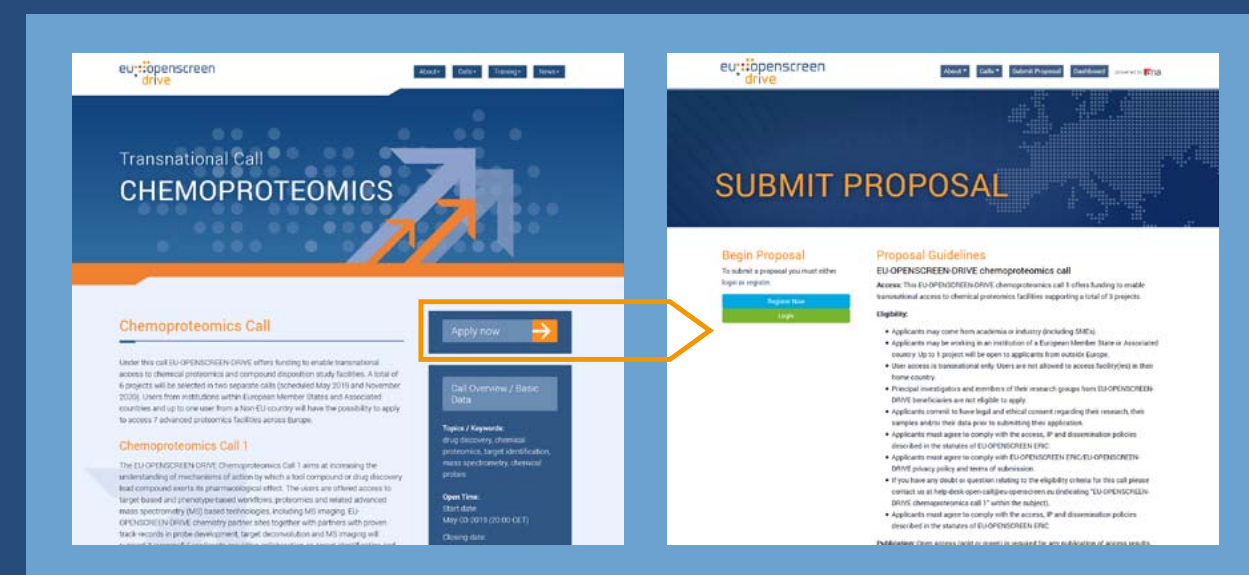 eu openscreen
drive
About
Calls
Training
News
Transnational Call
CHEMOPROTEOMICS
Chemoproteomics Call
Under this call EU-OPENSCREEN-DRIVE offers funding to enable transnational
access to chemical proteomics and compound disposition study facilities. A total of
6 projects will be selected in two separate calls (scheduled May 2019 and November
2020). Users from institutions within European Member States and Associated
countries and up to one user from a Non-EU country will have the possibility to apply
to access 7 advanced proteomics facilities across Europe.
Chemoproteomics Call 1
The EU-OPENSCREEN-DRIVE Chemoproteomics Call 1 aims at increasing the
understanding of mechanisms of action by which a tool compound or drug discovery
lead compound exerts its pharmacological effect. The users are offered access to
target based and phenotype-based workflows, proteomics and related advanced
mass spectrometry (MS) based technologies, including MS imaging. EU-
OPENSCREEN-DRIVE chemistry partner sites together with partners with proven
track-records in probe development, target deconvolution and MS imaging will
Apply now
Call Overview / Basic
Data
Topics / Keywords:
drug discovery, chemical
proteomics, target identification,
mass spectrometry, chemical
probes
Open Time:
Start date:
May 03 2019 (20:00 CET)
Closing date:
eu openscreen
drive
About
Calls
Submit Proposal
Dashboard
powered by
SUBMIT PROPOSAL
Begin Proposal
To submit a proposal you must either
login or register.
Register Now
Login
Proposal Guidelines
EU-OPENSCREEN-DRIVE chemoproteomics call
Access: This EU-OPENSCREEN-DRIVE chemoproteomics call 1 offers funding to enable
transnational access to chemical proteomics facilities supporting a total of 3 projects.
Eligibility:
• Applicants may come from academia or industry (including SMEs).
• Applicants may be working in an institution of a European Member State or Associated
country. Up to 1 project will be open to applicants from outside Europe.
• User access is transnational only. Users are not allowed to access facility(ies) in their
home country.
• Principal investigators and members of their research groups from EU-OPENSCREEN-
DRIVE beneficiaries are not eligible to apply.
• Applicants commit to have legal and ethical consent regarding their research, their
samples and/or their data prior to submitting their application.
• Applicants must agree to comply with the access, IP and dissemination policies
described in the statutes of EU-OPENSCREEN ERIC.
• Applicants must agree to comply with EU-OPENSCREEN ERIC/EU-OPENSCREEN-
DRIVE privacy policy and terms of submission.
• If you have any doubt or question relating to the eligibility criteria for this call please
contact us at help-desk-open-call@eu-openscreen.eu (indicating "EU-OPENSCREEN-
DRIVE chemoproteomics call 1" within the subject).
• Applicants must agree to comply with the access, IP and dissemination policies
described in the statutes of EU-OPENSCREEN ERIC.
Publication: Open Access (gold or green) is required for any publication of access results